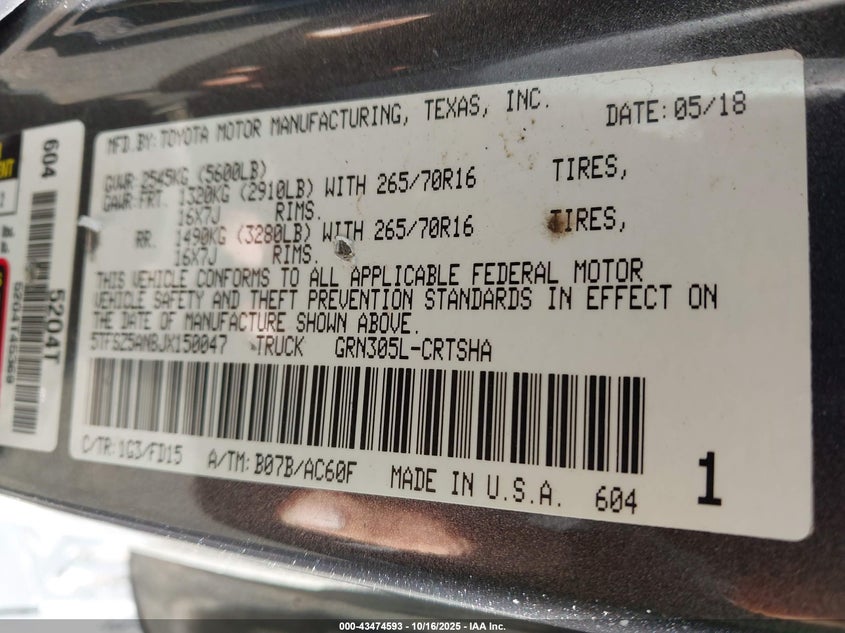 MFD.BY:TOYOTA MOTOR MANUFACTURING, TEXAS, INC. DATE:05/18
GVWR:2545KG (5600LB)
GAWR:FRT. 1320KG (2910LB) WITH 265/70R16 TIRES,
16X7J RIMS.
RR. 1490KG (3280LB) WITH 265/70R16 TIRES,
16X7J RIMS.
THIS VEHICLE CONFORMS TO ALL APPLICABLE FEDERAL MOTOR
VEHICLE SAFETY AND THEFT PREVENTION STANDARDS IN EFFECT ON
THE DATE OF MANUFACTURE SHOWN ABOVE.
5TFSZ5AN8JX150047 TRUCK GRN305L-CRTSHA
C/TR:1G3/FD15 A/TM:B07B/AC60F MADE IN U.S.A. 604 1
604
5204T
5204T4G369
000-43474593 / 10/16/2025 - IAA Inc.